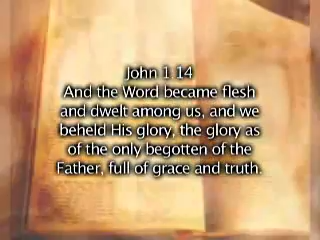 John 1 14
And the Word became flesh
and dwelt among us, and we
beheld His glory, the glory as
of the only begotten of the
Father, full of grace and truth.